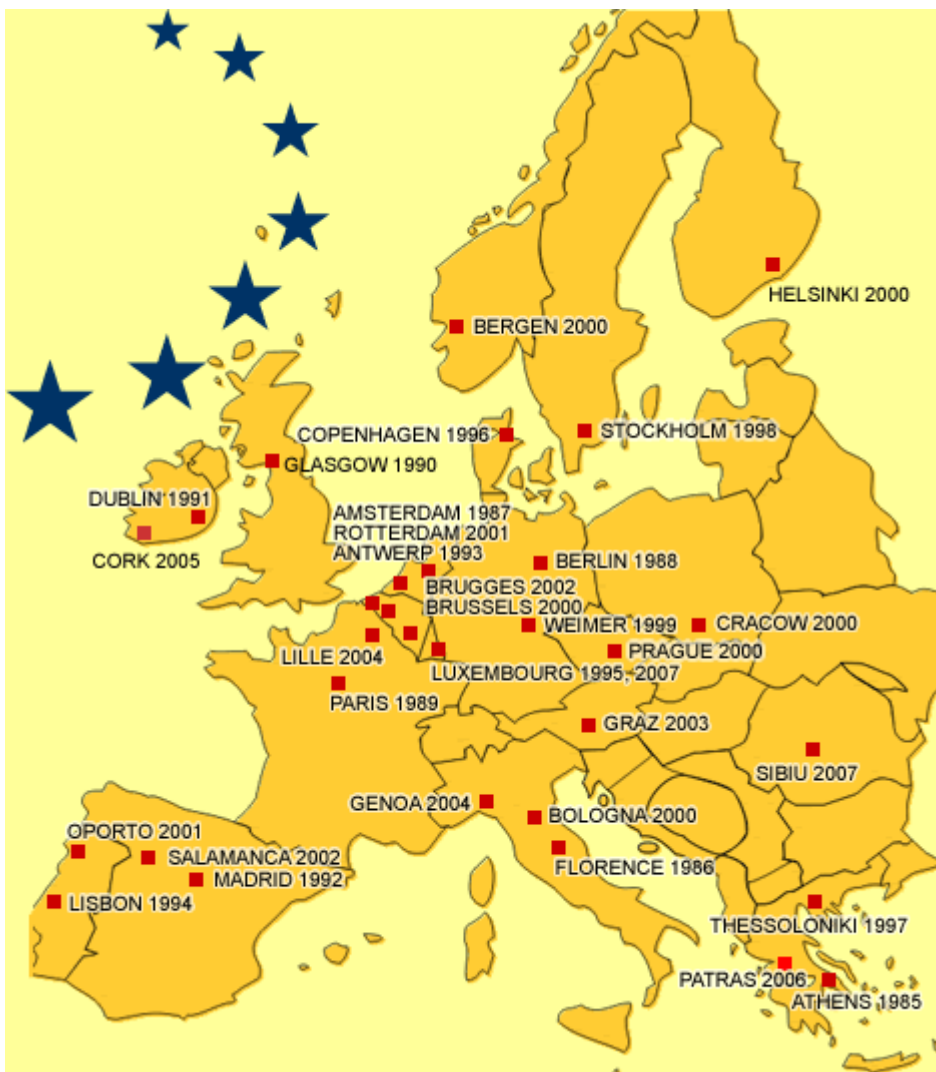 HELSINKI 2000
BERGEN 2000
COPENHAGEN 1996
STOCKHOLM 1998
GLASGOW 1990
DUBLIN 1991
CORK 2005
AMSTERDAM 1987
ROTTERDAM 2001
ANTWERP 1993
BERLIN 1988
BRUGGES 2002
BRUSSELS 2000
WEIMER 1999
CRACOW 2000
PRAGUE 2000
LILLE 2004
LUXEMBOURG 1995, 2007
PARIS 1989
GRAZ 2003
SIBIU 2007
GENOA 2004
BOLOGNA 2000
OPORTO 2001
SALAMANCA 2002
FLORENCE 1986
MADRID 1992
LISBON 1994
THESSOLONIKI 1997
PATRAS 2006
ATHENS 1985